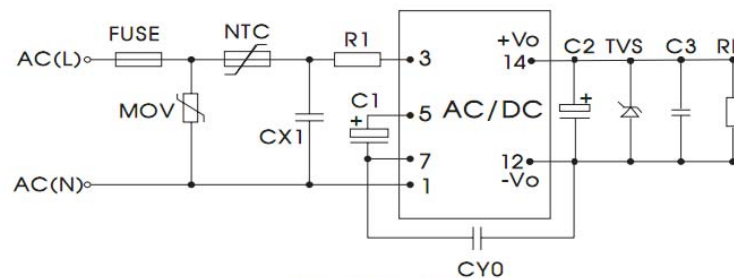 FUSE
NTC
R1
+Vo
C2
TVS
C3
AC(L)
3
14
MOV
C1
+
+
5
AC/DC
CX1
7
12
AC(N)
1
-Vo
CY0